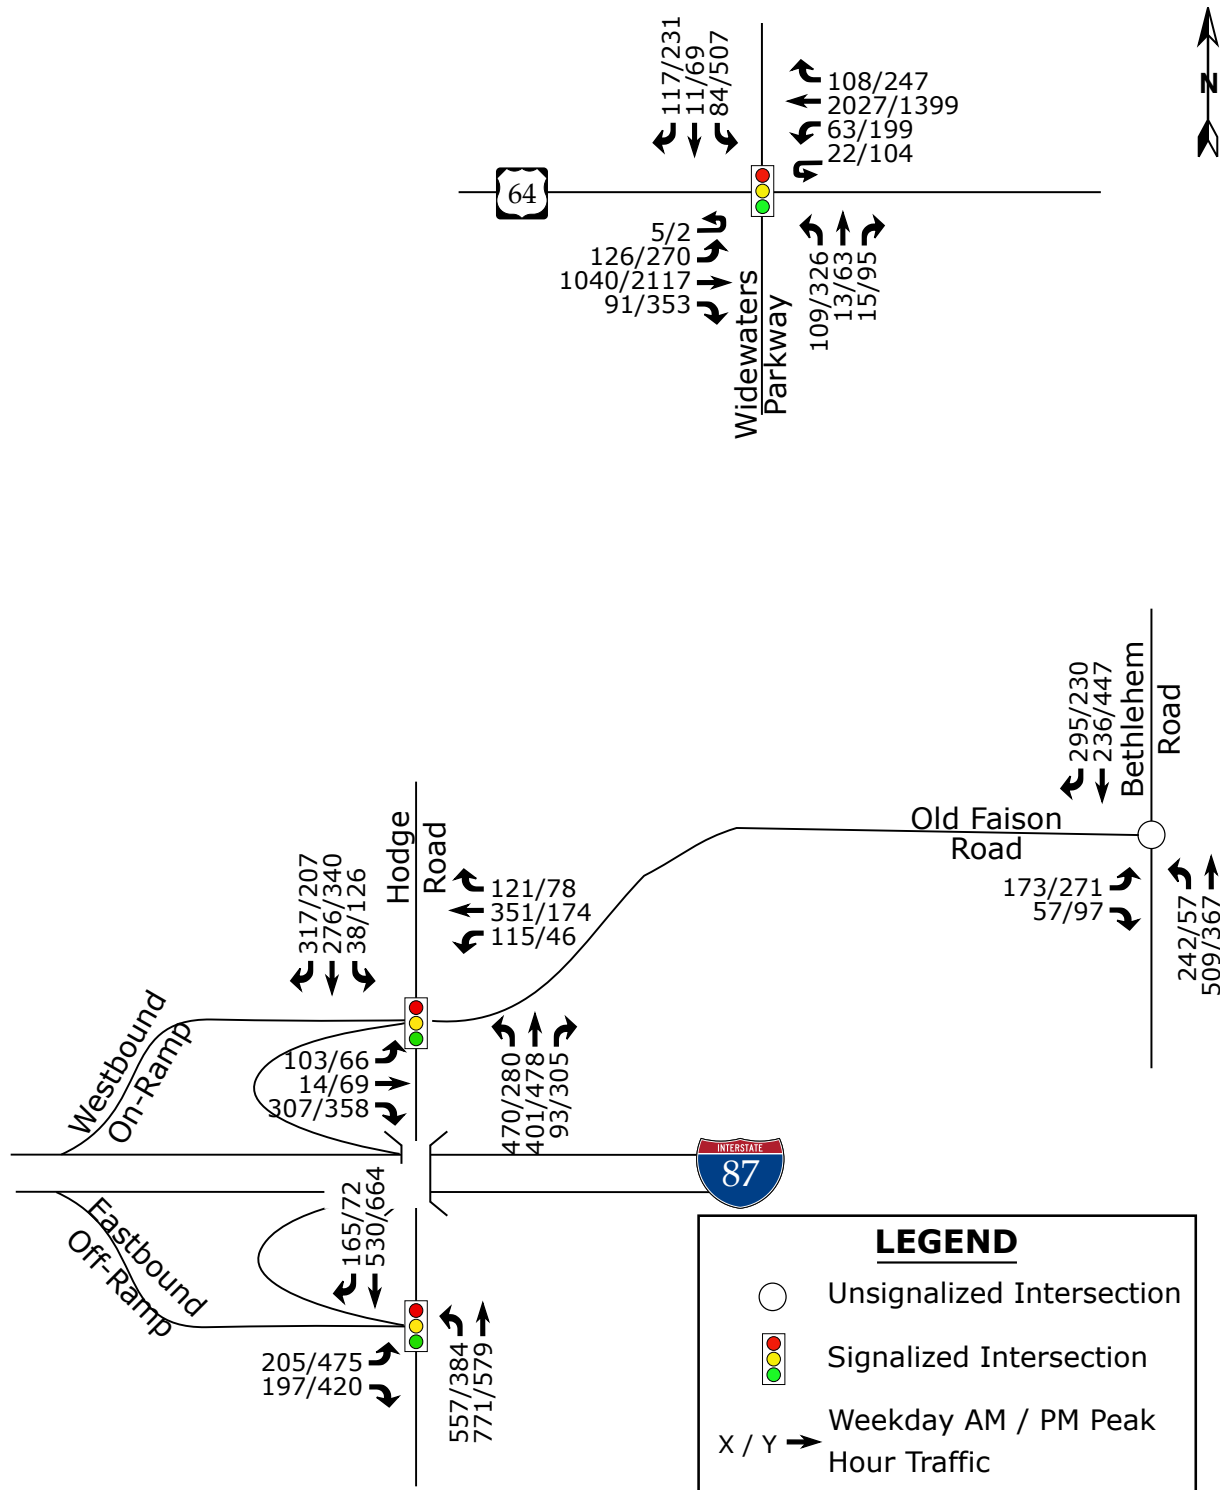 117/231
11/69
84/507
108/247
2027/1399
63/199
22/104
N
64
5/2
126/270
1040/2117
91/353
109/326
13/63
15/95
Widewaters
Parkway
295/230
236/447
Bethlehem
Road
Old Faison
Road
173/271
57/97
242/57
509/367
Hodge
Road
317/207
276/340
38/126
121/78
351/174
115/46
Westbound
On-Ramp
103/66
14/69
307/358
470/280
401/478
93/305
INTERSTATE
87
Eastbound
Off-Ramp
165/72
530/664
205/475
197/420
557/384
771/579
LEGEND
Unsignalized Intersection
Signalized Intersection
X / Y
Weekday AM / PM Peak
Hour Traffic